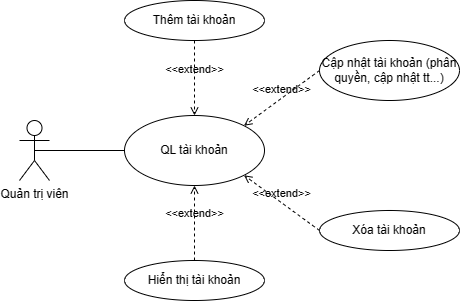 Thêm tài khoản
<<extend>>
Cập nhật tài khoản (phân
quyền, cập nhật tt...)
<<extend>>
QL tài khoản
Quản trị viên
<<extend>>
<<extend>>
Xóa tài khoản
Hiển thị tài khoản